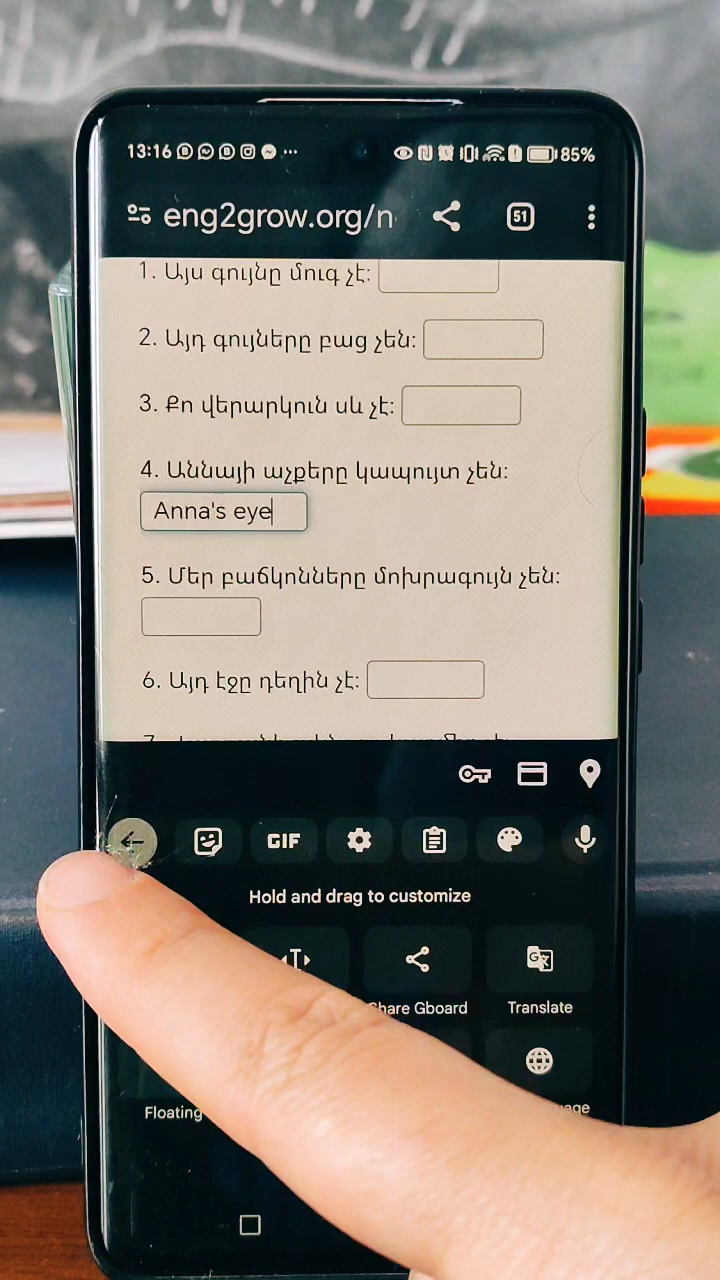 13:16
85%
eng2grow.org/n
51
1. Այս գույնը մուգ չէ:
2. Այդ գույները բաց չեն:
3. Քո վերարկուն սև չէ:
4. Աննայի աչքերը կապույտ չեն:
Anna's eye
5. Մեր բաճկոնները մոխրագույն չեն:
6. Այդ էջը դեղին չէ:
GIF
Hold and drag to customize
Share Gboard
Translate
Floating